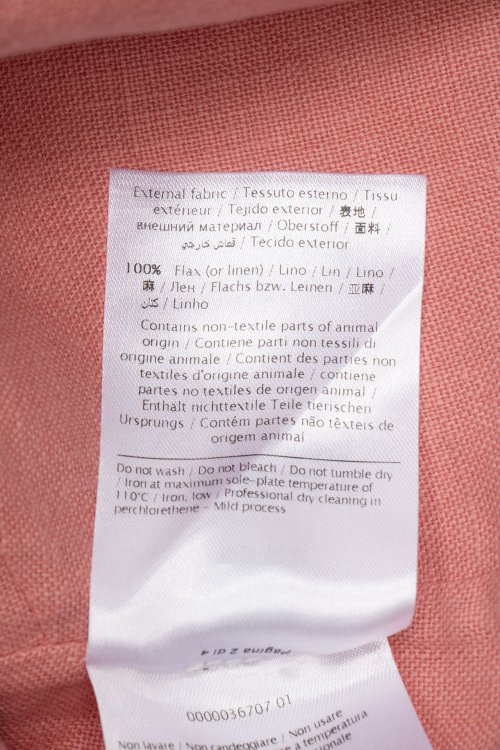 External fabric / Tessuto esterno / Tissu
extérieur / Tejido exterior / 表地 /
внешний материал / Oberstoff / 面料 /
قماش خارجي / Tecido exterior
100% Flax (or linen) / Lino / Lin / Lino /
麻 / Лен / Flachs bzw. Leinen / 亚麻 /
كتان / Linho
Contains non-textile parts of animal
origin / Contiene parti non tessili di
origine animale / Contient des parties non
textiles d'origine animale / contiene
partes no textiles de origen animal /
Enthält nichttextile Teile tierischen
Ursprungs / Contém partes não têxteis de
origem animal
Do not wash / Do not bleach / Do not tumble dry
/ Iron at maximum sole-plate temperature of
110°C / Iron, low / Professional dry cleaning in
perchlorethene - Mild process
Pagina 2 di 4
0000036707 01
Non lavare / Non candeggiare / Non usare
a temperatura